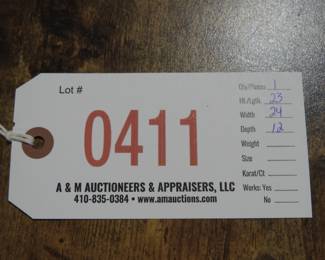 Lot #
0411
Qty/Pieces 1
Ht./Lgth. 23
Width 24
Depth 12
Weight
Size
Karat/Ct
Works: Yes
No
A & M AUCTIONEERS & APPRAISERS, LLC
410-835-0384 • www.amauctions.com